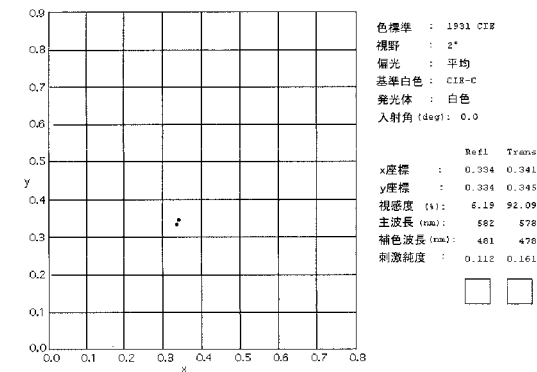 0.9
0.8
0.7
0.6
0.5
y
0.4
0.3
0.2
0.1
0.0
0.0 0.1 0.2 0.3 0.4 0.5 0.6 0.7 0.8
x
色標準 : 1931 CIE
視野 : 2°
偏光 : 平均
基準白色 : CIE-C
発光体 : 白色
入射角 (deg): 0.0
Refl Trans
x座標 : 0.334 0.341
y座標 : 0.334 0.345
視感度 (%): 6.19 92.09
主波長 (nm): 582 578
補色波長 (nm): 481 478
刺激純度 : 0.112 0.161